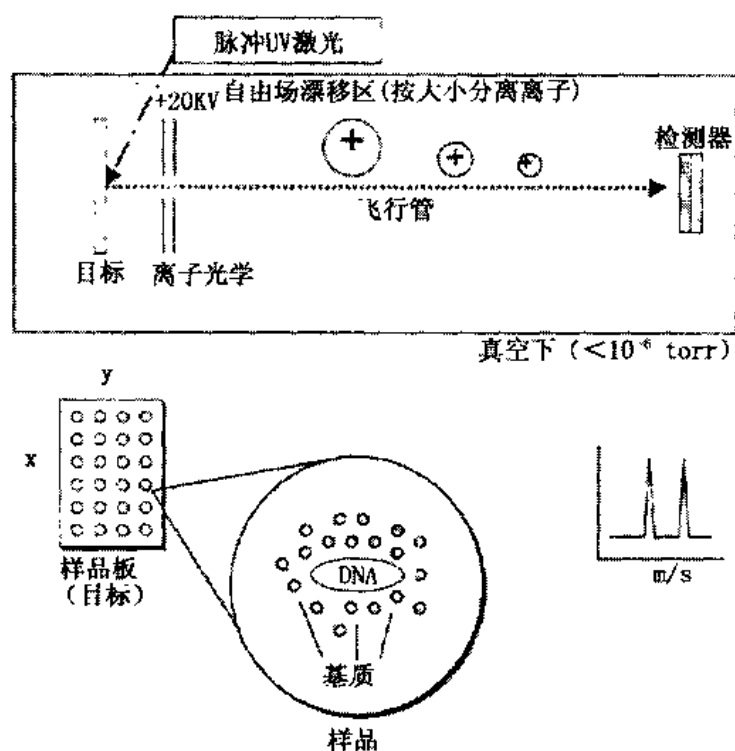 脉冲UV激光
+20KV 自由场漂移区(按大小分离离子)
检测器
飞行管
目标 离子光学
真空下 (<10⁻⁶ torr)
y
x
样品板
(目标)
DNA
基质
样品
m/s